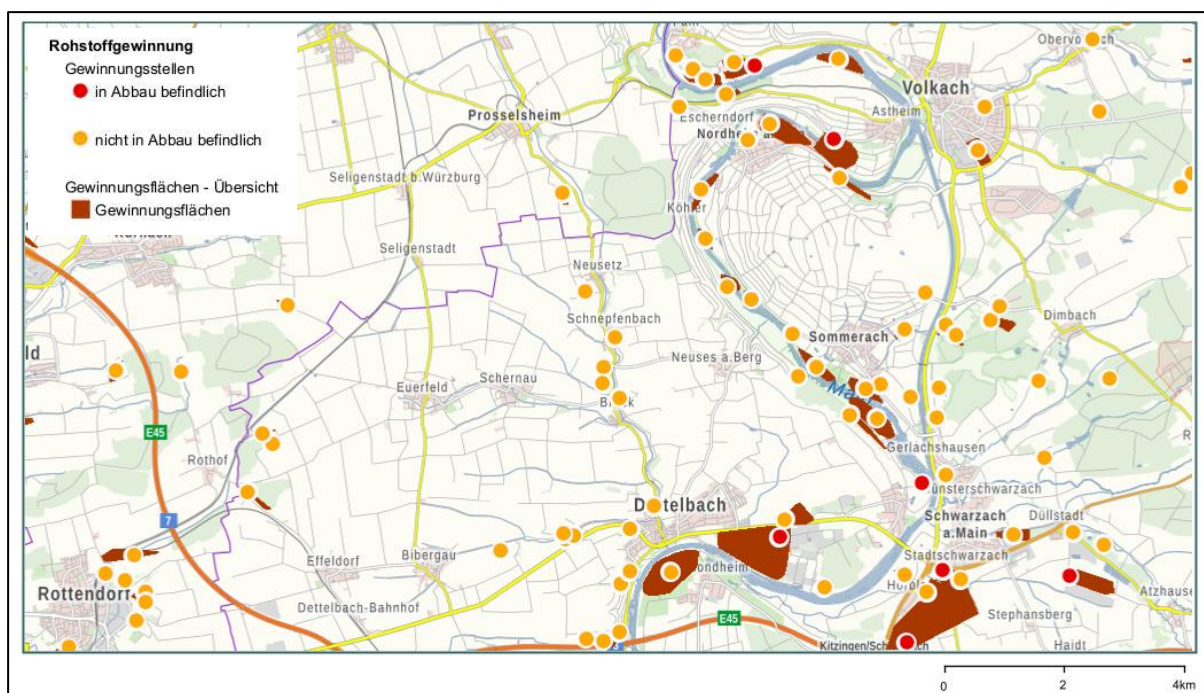 Rohstoffgewinnung
Gewinnungsstellen
in Abbau befindlich
nicht in Abbau befindlich
Gewinnungsflächen - Übersicht
Gewinnungsflächen
Volkach
Astheim
Escherndorf
Prosselsheim
Seligenstadt b.Würzburg
Köhler
Seligenstadt
Neusetz
Schnepfenbach
Dimbach
Sommerach
Neuses a.Berg
Schernau
Euerfeld
E45
Gerlachshausen
Rothof
Schwarzach
a.Main
Düllstadt
7
Stadtschwarzach
Effeldorf
Bibergau
Rottendorf
Dettelbach-Bahnhof
Stephansberg
E45
Haidt
0 2 4km